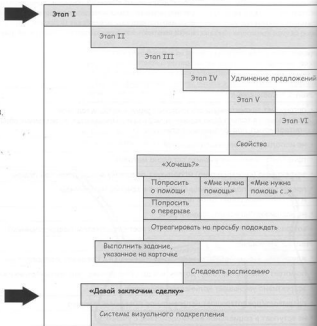 Этап I
Этап II
Этап III
Этап IV
Удлинение предложений
Этап V
Этап VI
Свойства
«Хочешь?»
Попросить
о помощи
«Мне нужна
помощь»
«Мне нужна
помощь с...»
Попросить
о перерыве
Отреагировать на просьбу подождать
Выполнить задание,
указанное на карточке
Следовать расписанию
«Давай заключим сделку»
Система визуального подкрепления